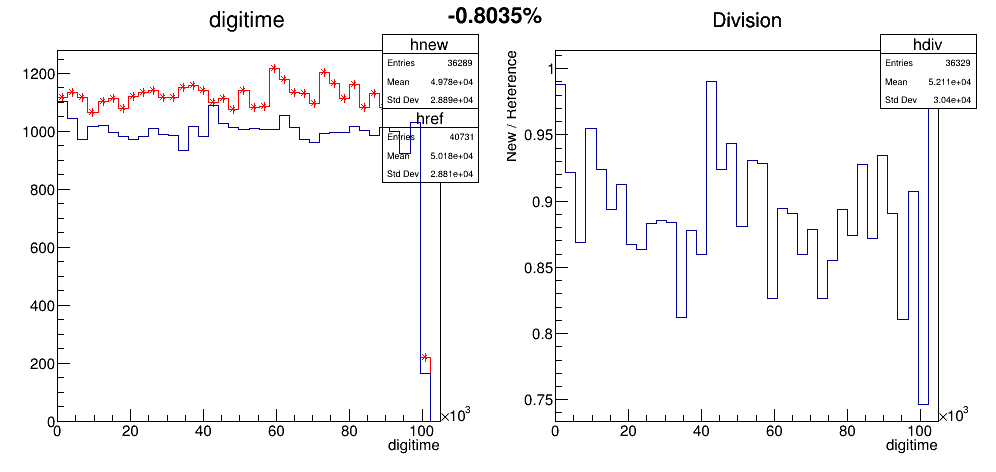 -0.8035%
digitime
hnew
Entries 36289
Mean 4.978e+04
Std Dev 2.889e+04
href
Entries 40731
Mean 5.018e+04
Std Dev 2.881e+04
1200
1000
800
600
400
200
0
0 20 40 60 80 100
×10³
digitime
Division
hdiv
Entries 36329
Mean 5.211e+04
Std Dev 3.04e+04
New / Reference
1
0.95
0.9
0.85
0.8
0.75
0 20 40 60 80 100
×10³
digitime